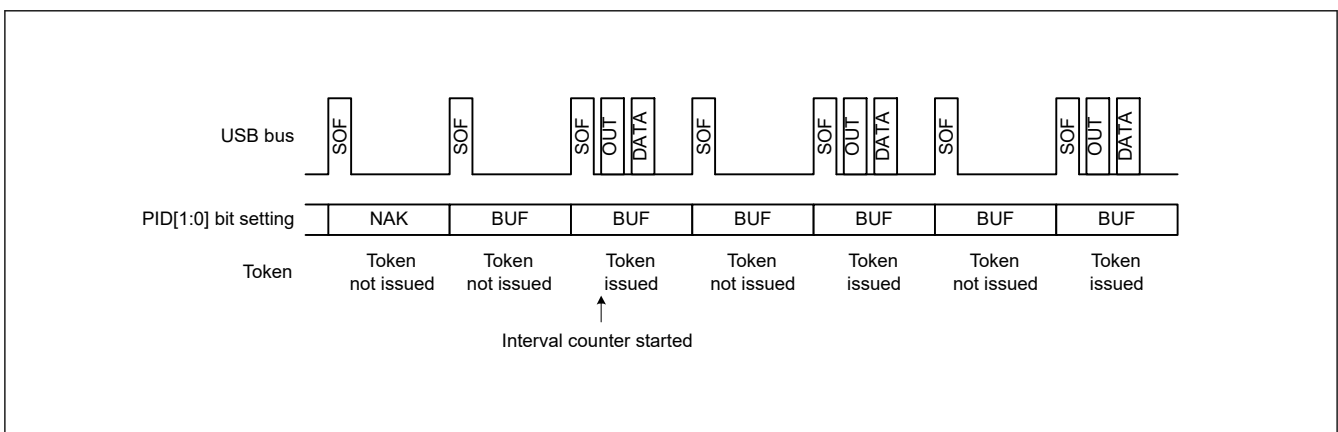 USB bus
SOF
SOF
SOF
OUT
DATA
SOF
SOF
OUT
DATA
SOF
SOF
OUT
DATA
PID[1:0] bit setting NAK BUF BUF BUF BUF BUF BUF
Token
Token not issued
Token not issued
Token issued
Token not issued
Token issued
Token not issued
Token issued
Interval counter started